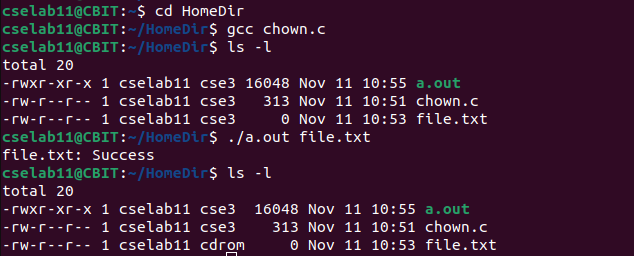 cselab11@CBIT:~$ cd HomeDir
cselab11@CBIT:~/HomeDir$ gcc chown.c
cselab11@CBIT:~/HomeDir$ ls -l
total 20
-rwxr-xr-x 1 cselab11 cse3 16048 Nov 11 10:55 a.out
-rw-r--r-- 1 cselab11 cse3   313 Nov 11 10:51 chown.c
-rw-r--r-- 1 cselab11 cse3     0 Nov 11 10:53 file.txt
cselab11@CBIT:~/HomeDir$ ./a.out file.txt
file.txt: Success
cselab11@CBIT:~/HomeDir$ ls -l
total 20
-rwxr-xr-x 1 cselab11 cse3  16048 Nov 11 10:55 a.out
-rw-r--r-- 1 cselab11 cse3    313 Nov 11 10:51 chown.c
-rw-r--r-- 1 cselab11 cdrom     0 Nov 11 10:53 file.txt